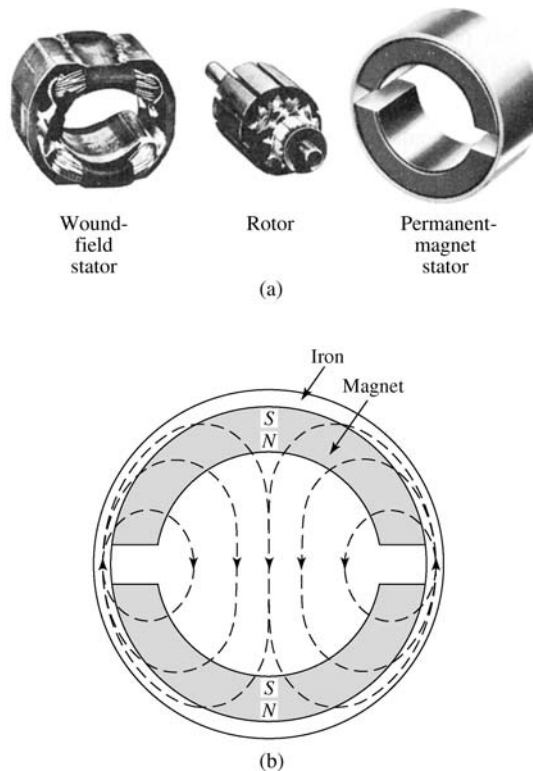 Wound-
field
stator
Rotor
Permanent-
magnet
stator
(a)
Iron
Magnet
S
N
S
N
(b)